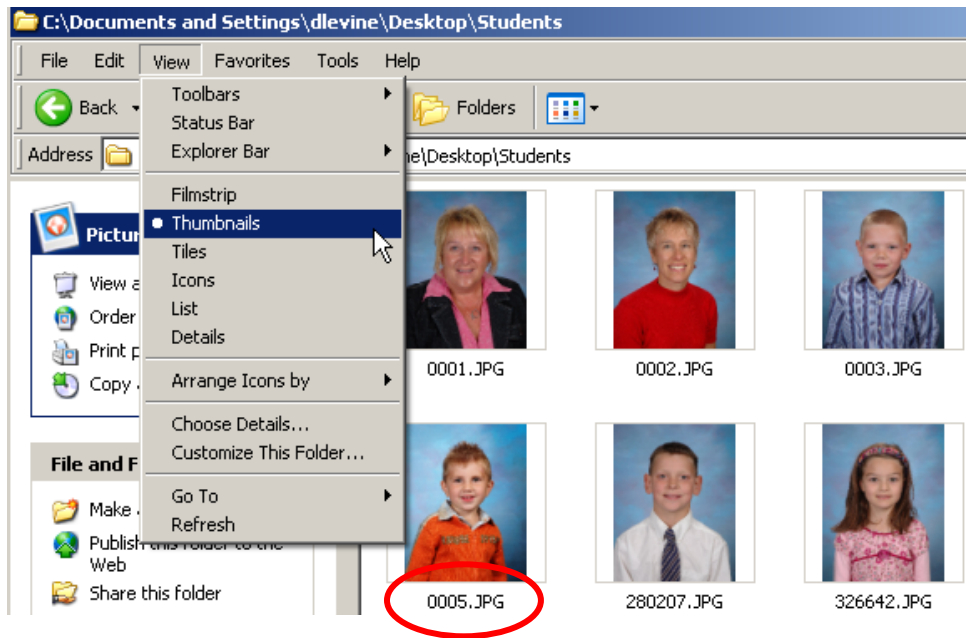 C:\Documents and Settings\dlevine\Desktop\Students
File Edit View Favorites Tools Help
Back Folders
Address ne\Desktop\Students
Toolbars
Status Bar
Explorer Bar
Filmstrip
Thumbnails
Tiles
Icons
List
Details
Arrange Icons by
Choose Details...
Customize This Folder...
Go To
Refresh
Pictur
View a
Order
Print p
Copy
File and F
Make
Publish this folder to the
Web
Share this folder
0001.JPG 0002.JPG 0003.JPG
0005.JPG 280207.JPG 326642.JPG